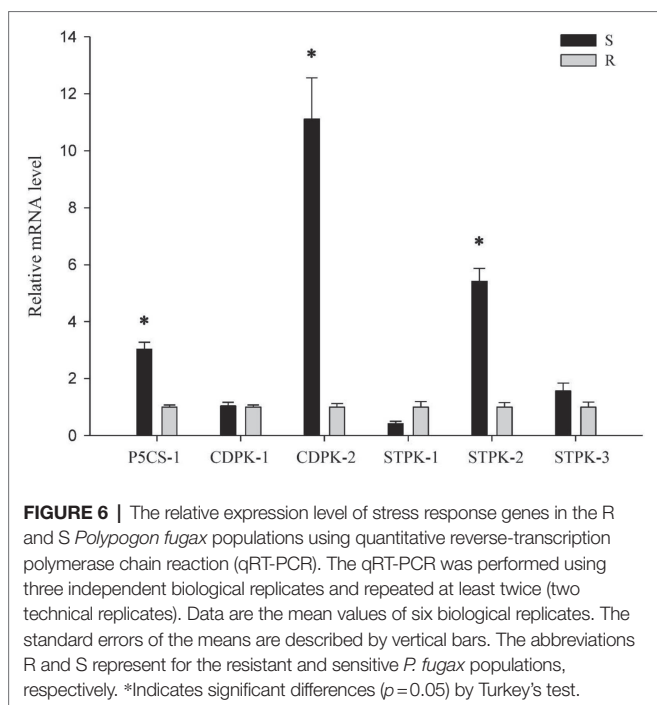 14
12
10
8
6
4
2
0
Relative mRNA level
S
R
*
*
*
P5CS-1 CDPK-1 CDPK-2 STPK-1 STPK-2 STPK-3
FIGURE 6 | The relative expression level of stress response genes in the R
and S Polypogon fugax populations using quantitative reverse-transcription
polymerase chain reaction (qRT-PCR). The qRT-PCR was performed using
three independent biological replicates and repeated at least twice (two
technical replicates). Data are the mean values of six biological replicates. The
standard errors of the means are described by vertical bars. The abbreviations
R and S represent for the resistant and sensitive P. fugax populations,
respectively. *Indicates significant differences (p=0.05) by Turkey's test.